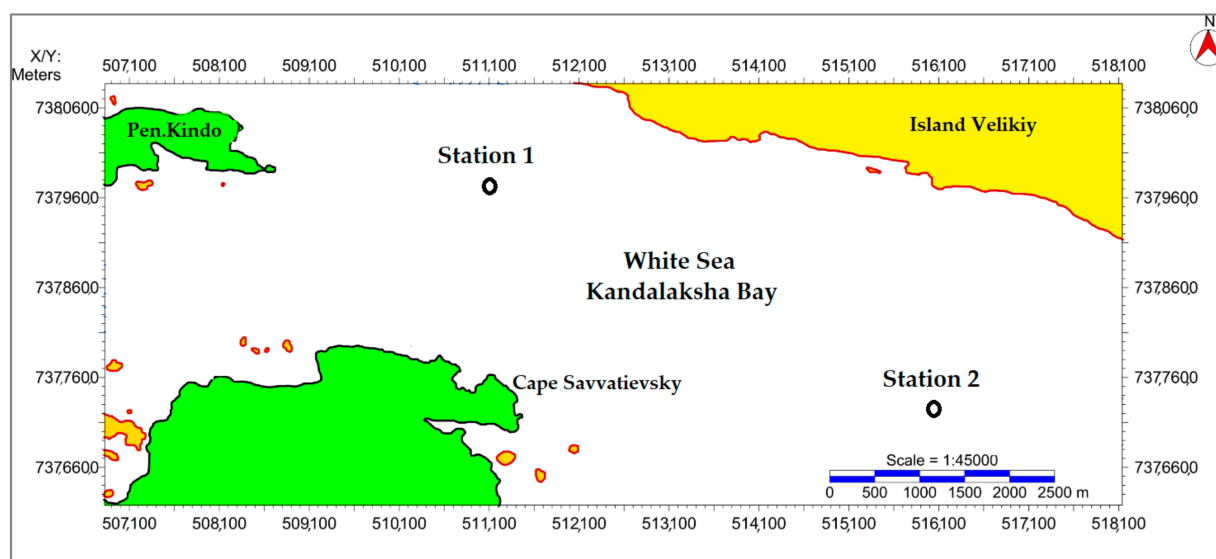 N
X/Y:
Meters
507,100 508,100 509,100 510,100 511,100 512,100 513,100 514,100 515,100 516,100 517,100 518,100
7380600 7380600
Pen.Kindo
Island Velikiy
Station 1
7379600 7379600
White Sea
Kandalaksha Bay
7378600 7378600
7377600 7377600
Cape Savvatievsky
Station 2
7376600 7376600
Scale = 1:45000
0 500 1000 1500 2000 2500 m
507,100 508,100 509,100 510,100 511,100 512,100 513,100 514,100 515,100 516,100 517,100 518,100